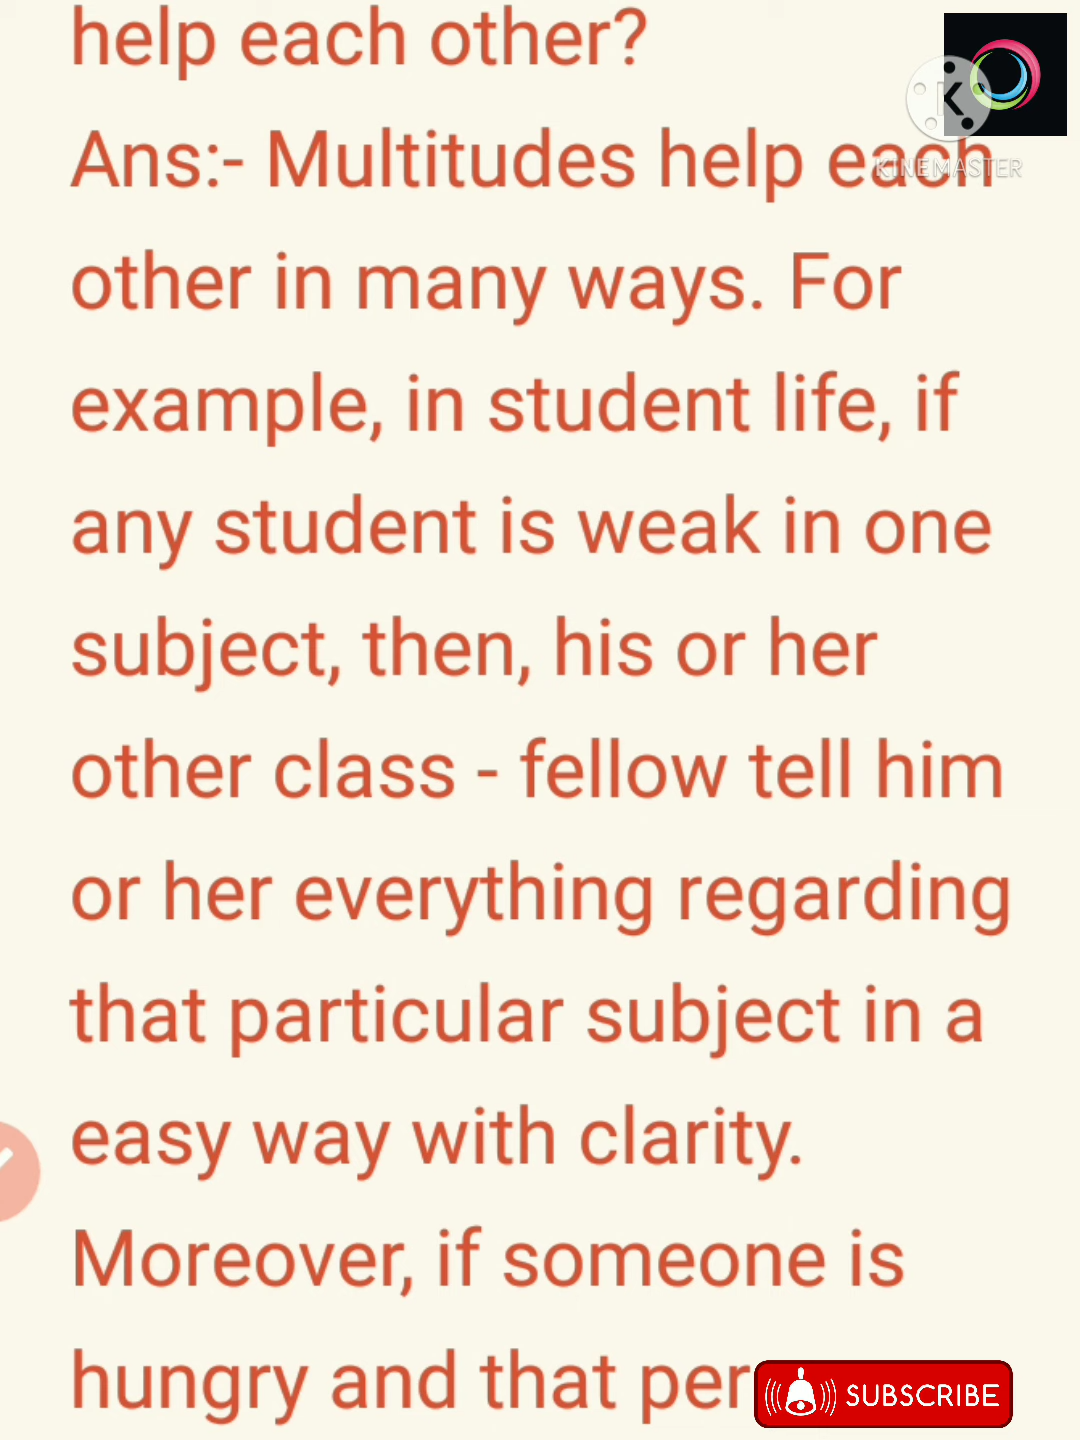 help each other?
K
KINEMASTER
Ans:- Multitudes help each
other in many ways. For
example, in student life, if
any student is weak in one
subject, then, his or her
other class - fellow tell him
or her everything regarding
that particular subject in a
easy way with clarity.
Moreover, if someone is
hungry and that per
SUBSCRIBE